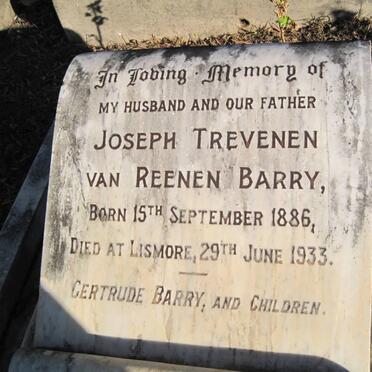 In Loving Memory of
MY HUSBAND AND OUR FATHER
JOSEPH TREVENEN
VAN REENEN BARRY,
BORN 15TH SEPTEMBER 1886,
DIED AT LISMORE, 29TH JUNE 1933.
GERTRUDE BARRY, AND CHILDREN.